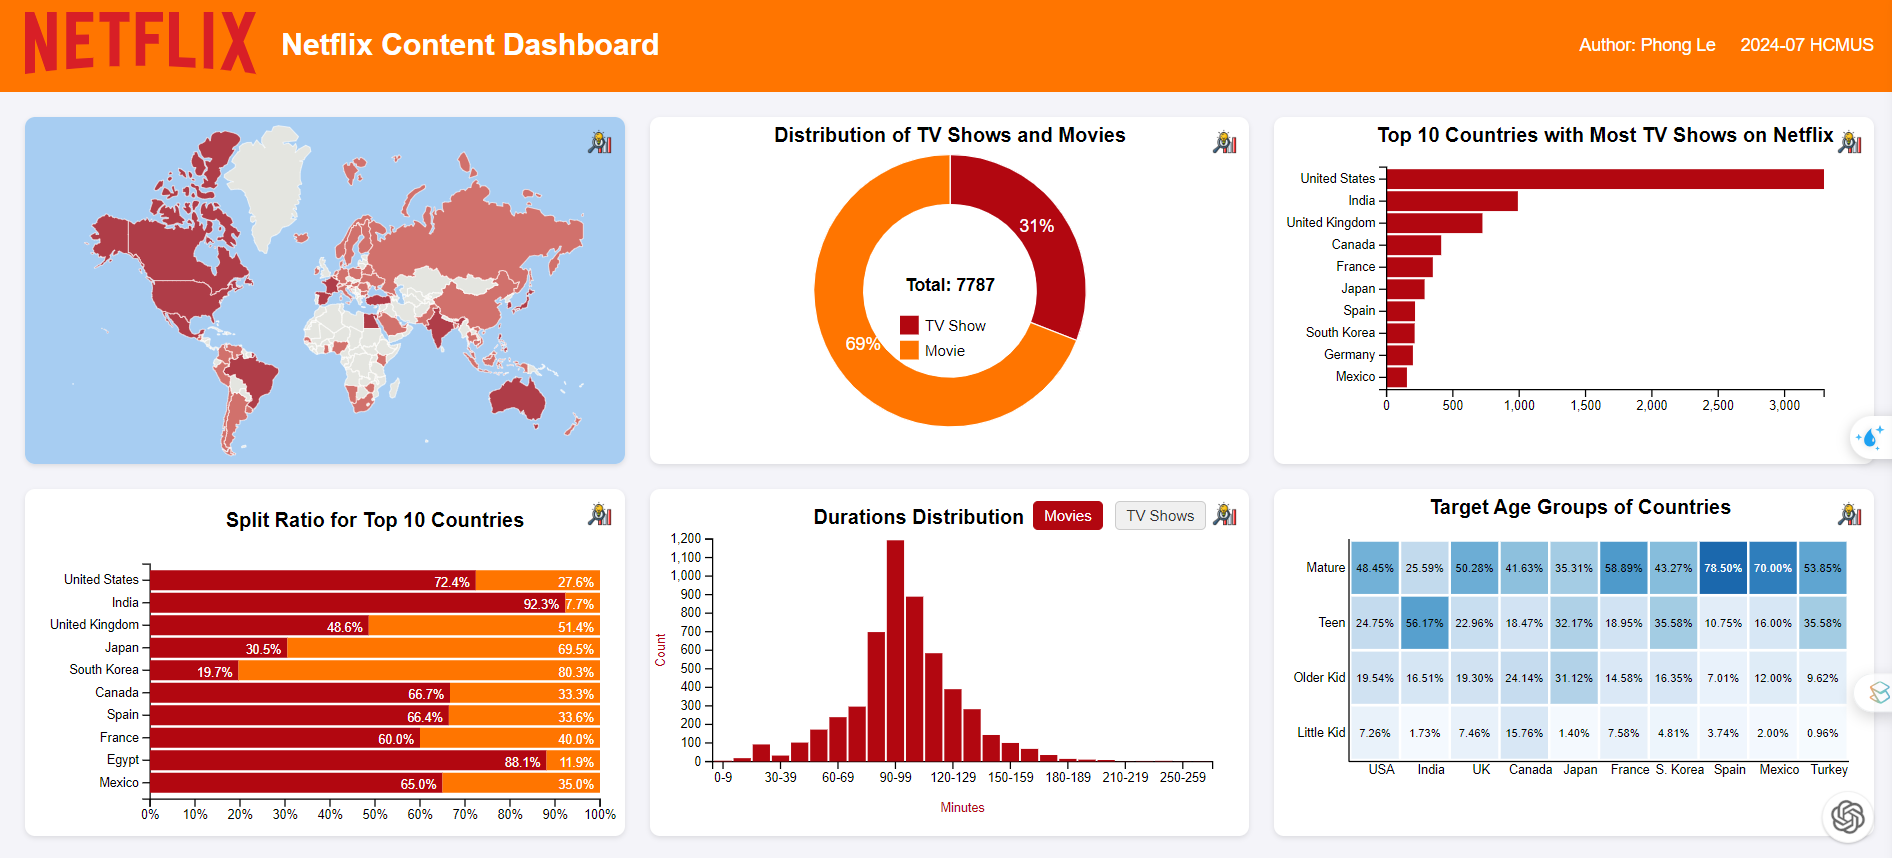 NETFLIX
Netflix Content Dashboard
Author: Phong Le
2024-07 HCMUS
Distribution of TV Shows and Movies
31%
69%
Total: 7787
TV Show
Movie
Top 10 Countries with Most TV Shows on Netflix
United States
India
United Kingdom
Canada
France
Japan
Spain
South Korea
Germany
Mexico
0 500 1,000 1,500 2,000 2,500 3,000
Split Ratio for Top 10 Countries
United States 72.4% 27.6%
India 92.3% 7.7%
United Kingdom 48.6% 51.4%
Japan 30.5% 69.5%
South Korea 19.7% 80.3%
Canada 66.7% 33.3%
Spain 66.4% 33.6%
France 60.0% 40.0%
Egypt 88.1% 11.9%
Mexico 65.0% 35.0%
0% 10% 20% 30% 40% 50% 60% 70% 80% 90% 100%
Durations Distribution
Movies
TV Shows
1,200
1,100
1,000
900
800
700
600
500
400
300
200
100
0
Count
0-9 30-39 60-69 90-99 120-129 150-159 180-189 210-219 250-259
Minutes
Target Age Groups of Countries
Mature 48.45% 25.59% 50.28% 41.63% 35.31% 58.89% 43.27% 78.50% 70.00% 53.85%
Teen 24.75% 56.17% 22.96% 18.47% 32.17% 18.95% 35.58% 10.75% 16.00% 35.58%
Older Kid 19.54% 16.51% 19.30% 24.14% 31.12% 14.58% 16.35% 7.01% 12.00% 9.62%
Little Kid 7.26% 1.73% 7.46% 15.76% 1.40% 7.58% 4.81% 3.74% 2.00% 0.96%
USA India UK Canada Japan France S. Korea Spain Mexico Turkey